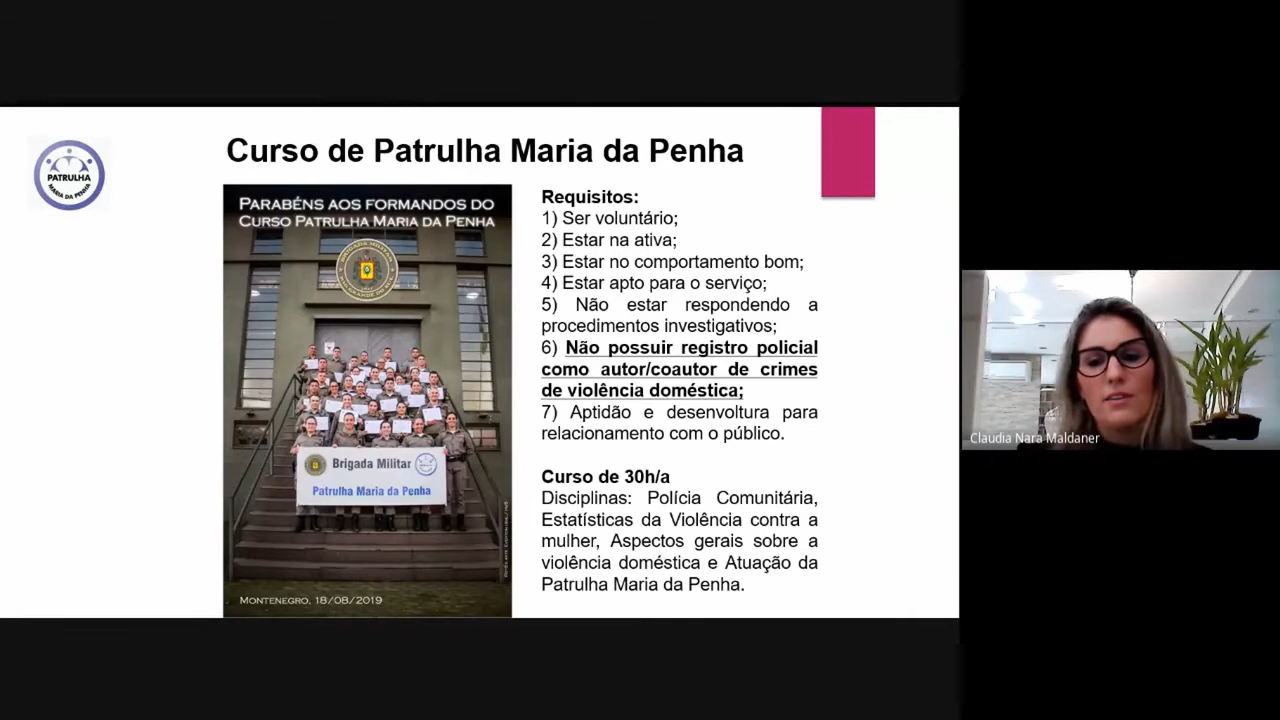 PATRULHA
MARIA DA PENHA
Curso de Patrulha Maria da Penha
PARABÉNS AOS FORMANDOS DO
CURSO PATRULHA MARIA DA PENHA
BRIGADA MILITAR
Brigada Militar
Patrulha Maria da Penha
MONTENEGRO, 18/08/2019
Requisitos:
1) Ser voluntário;
2) Estar na ativa;
3) Estar no comportamento bom;
4) Estar apto para o serviço;
5) Não estar respondendo a
procedimentos investigativos;
6) Não possuir registro policial
como autor/coautor de crimes
de violência doméstica;
7) Aptidão e desenvoltura para
relacionamento com o público.
Curso de 30h/a
Disciplinas: Polícia Comunitária,
Estatísticas da Violência contra a
mulher, Aspectos gerais sobre a
violência doméstica e Atuação da
Patrulha Maria da Penha.
Claudia Nara Maldaner